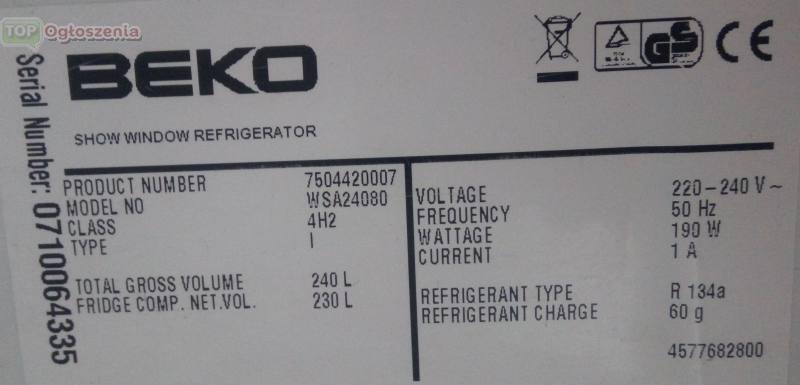 TOP Ogłoszenia
BEKO
GS
CE
SHOW WINDOW REFRIGERATOR
Serial Number: 0710064335
PRODUCT NUMBER 7504420007
MODEL NO WSA24080
CLASS 4H2
TYPE I
TOTAL GROSS VOLUME 240 L
FRIDGE COMP. NET.VOL. 230 L
VOLTAGE 220-240 V ~
FREQUENCY 50 Hz
WATTAGE 190 W
CURRENT 1 A
REFRIGERANT TYPE R 134a
REFRIGERANT CHARGE 60 g
4577682800